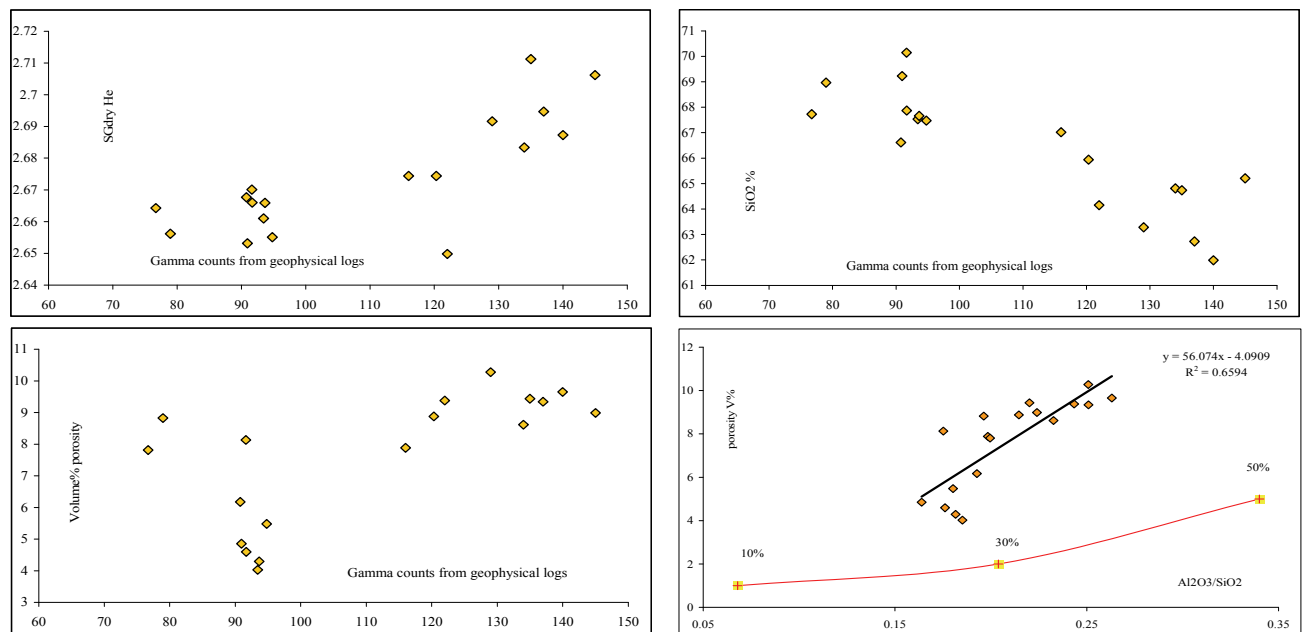 2.72
2.71
2.7
2.69
2.68
2.67
2.66
2.65
2.64
SGdry He
Gamma counts from geophysical logs
60 70 80 90 100 110 120 130 140 150
71
70
69
68
67
66
65
64
63
62
61
SiO2 %
Gamma counts from geophysical logs
60 70 80 90 100 110 120 130 140 150
11
10
9
8
7
6
5
4
3
Volume% porosity
Gamma counts from geophysical logs
60 70 80 90 100 110 120 130 140 150
12
10
8
6
4
2
0
porosity V%
y = 56.074x - 4.0909
R² = 0.6594
50%
30%
10%
Al2O3/SiO2
0.05 0.15 0.25 0.35